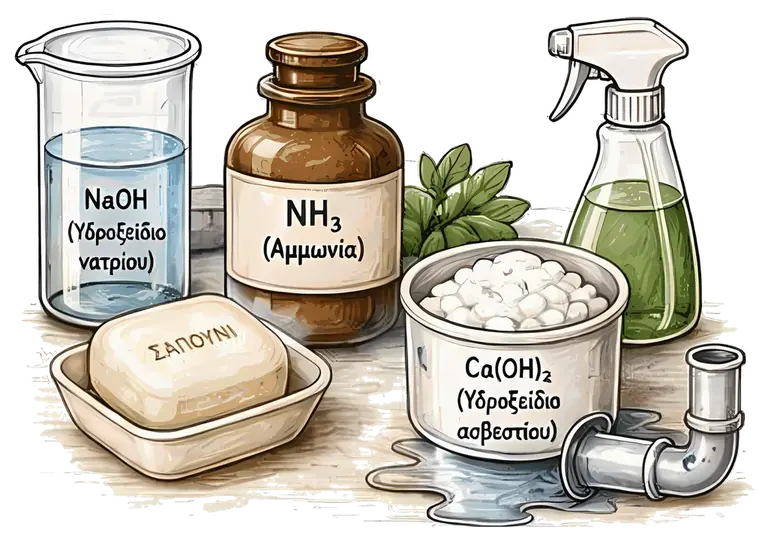 NaOH
(Υδροξείδιο
νατρίου)
NH₃
(Αμμωνία)
ΣΑΠΟΥΝΙ
Ca(OH)₂
(Υδροξείδιο
ασβεστίου)